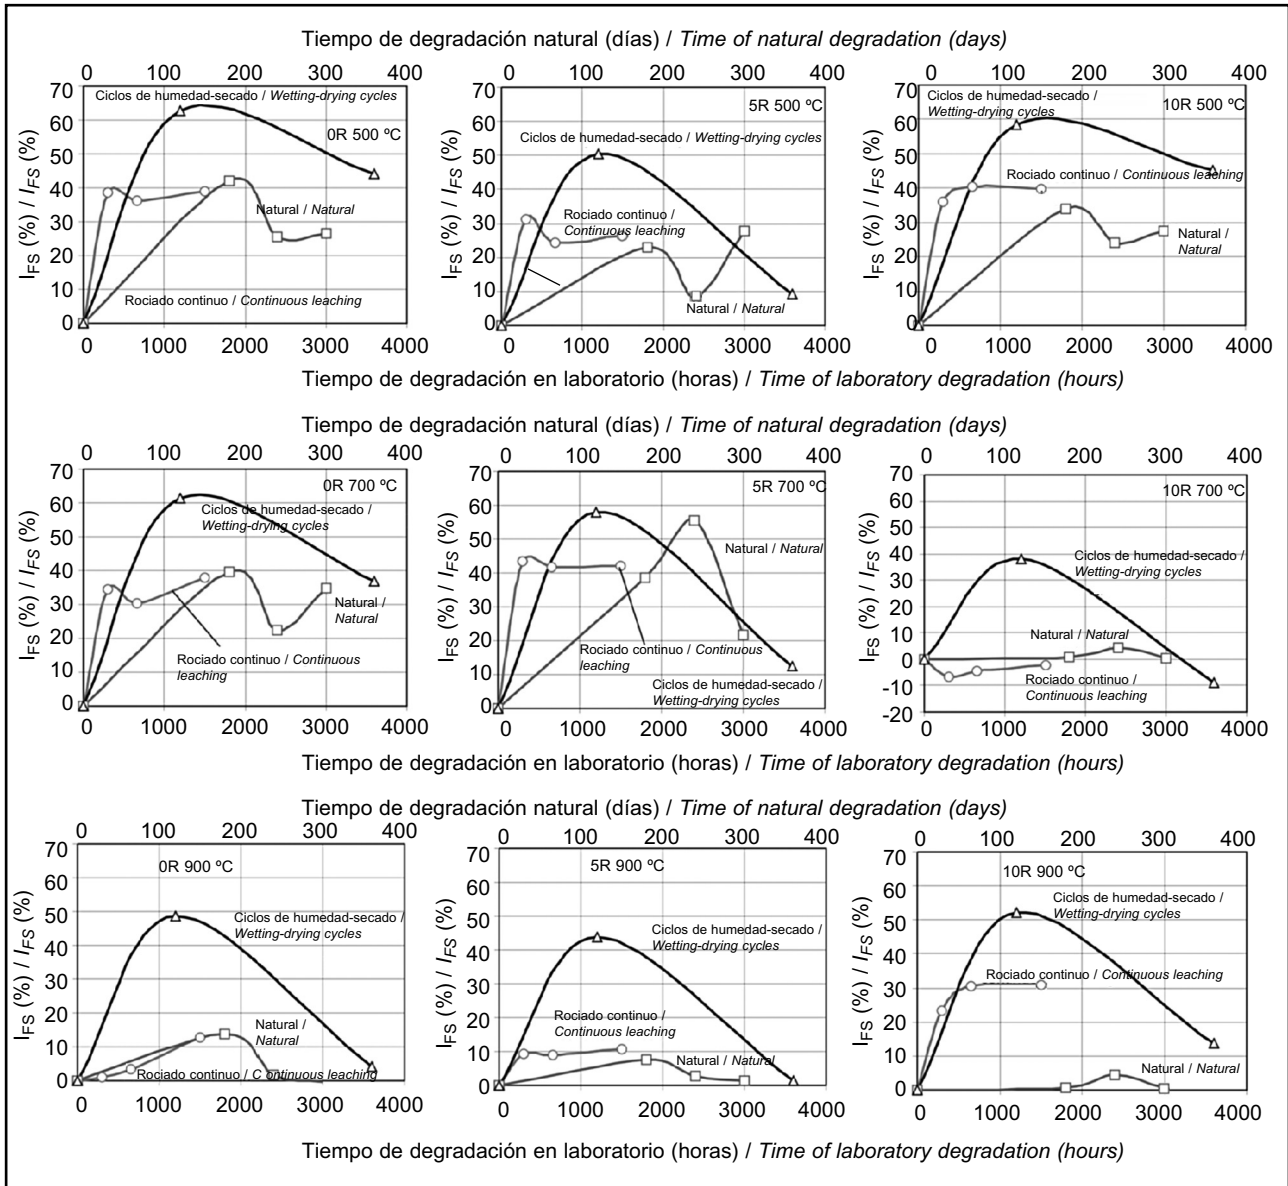 Tiempo de degradación natural (días) / Time of natural degradation (days)
0 100 200 300 400
0 100 200 300 400
0 100 200 300 400
70
60
50
40
30
20
10
0
I_FS (%) / I_FS (%)
Ciclos de humedad-secado / Wetting-drying cycles
0R 500 ºC
Natural / Natural
Rociado continuo / Continuous leaching
0 1000 2000 3000 4000
70
60
50
40
30
20
10
0
I_FS (%) / I_FS (%)
5R 500 ºC
Ciclos de humedad-secado / Wetting-drying cycles
Rociado continuo /
Continuous leaching
Natural / Natural
0 1000 2000 3000 4000
70
60
50
40
30
20
10
0
I_FS (%) / I_FS (%)
Ciclos de humedad-secado /
Wetting-drying cycles
10R 500 ºC
Rociado continuo / Continuous leaching
Natural /
Natural
0 1000 2000 3000 4000
Tiempo de degradación en laboratorio (horas) / Time of laboratory degradation (hours)
Tiempo de degradación natural (días) / Time of natural degradation (days)
0 100 200 300 400
0 100 200 300 400
0 100 200 300 400
70
60
50
40
30
20
10
0
I_FS (%) / I_FS (%)
0R 700 ºC
Ciclos de humedad-secado /
Wetting-drying cycles
Natural /
Natural
Rociado continuo / Continuous
leaching
0 1000 2000 3000 4000
70
60
50
40
30
20
10
0
I_FS (%) / I_FS (%)
5R 700 ºC
Natural / Natural
Rociado continuo / Continuous
leaching
Ciclos de humedad-secado /
Wetting-drying cycles
0 1000 2000 3000 4000
70
60
50
40
30
20
10
0
-10
-20
I_FS (%) / I_FS (%)
10R 700 ºC
Ciclos de humedad-secado /
Wetting-drying cycles
Natural / Natural
Rociado continuo /
Continuous leaching
0 1000 2000 3000 4000
Tiempo de degradación en laboratorio (horas) / Time of laboratory degradation (hours)
Tiempo de degradación natural (días) / Time of natural degradation (days)
0 100 200 300 400
0 100 200 300 400
0 100 200 300 400
70
60
50
40
30
20
10
0
I_FS (%) / I_FS (%)
0R 900 ºC
Ciclos de humedad-secado /
Wetting-drying cycles
Natural /
Natural
Rociado continuo / C ontinuous leaching
0 1000 2000 3000 4000
70
60
50
40
30
20
10
0
I_FS (%) / I_FS (%)
5R 900 ºC
Ciclos de humedad-secado /
Wetting-drying cycles
Rociado continuo /
Continuous leaching
Natural / Natural
0 1000 2000 3000 4000
70
60
50
40
30
20
10
0
I_FS (%) / I_FS (%)
10R 900 ºC
Ciclos de humedad-secado /
Wetting-drying cycles
Rociado continuo / Continuous leaching
Natural / Natural
0 1000 2000 3000 4000
Tiempo de degradación en laboratorio (horas) / Time of laboratory degradation (hours)